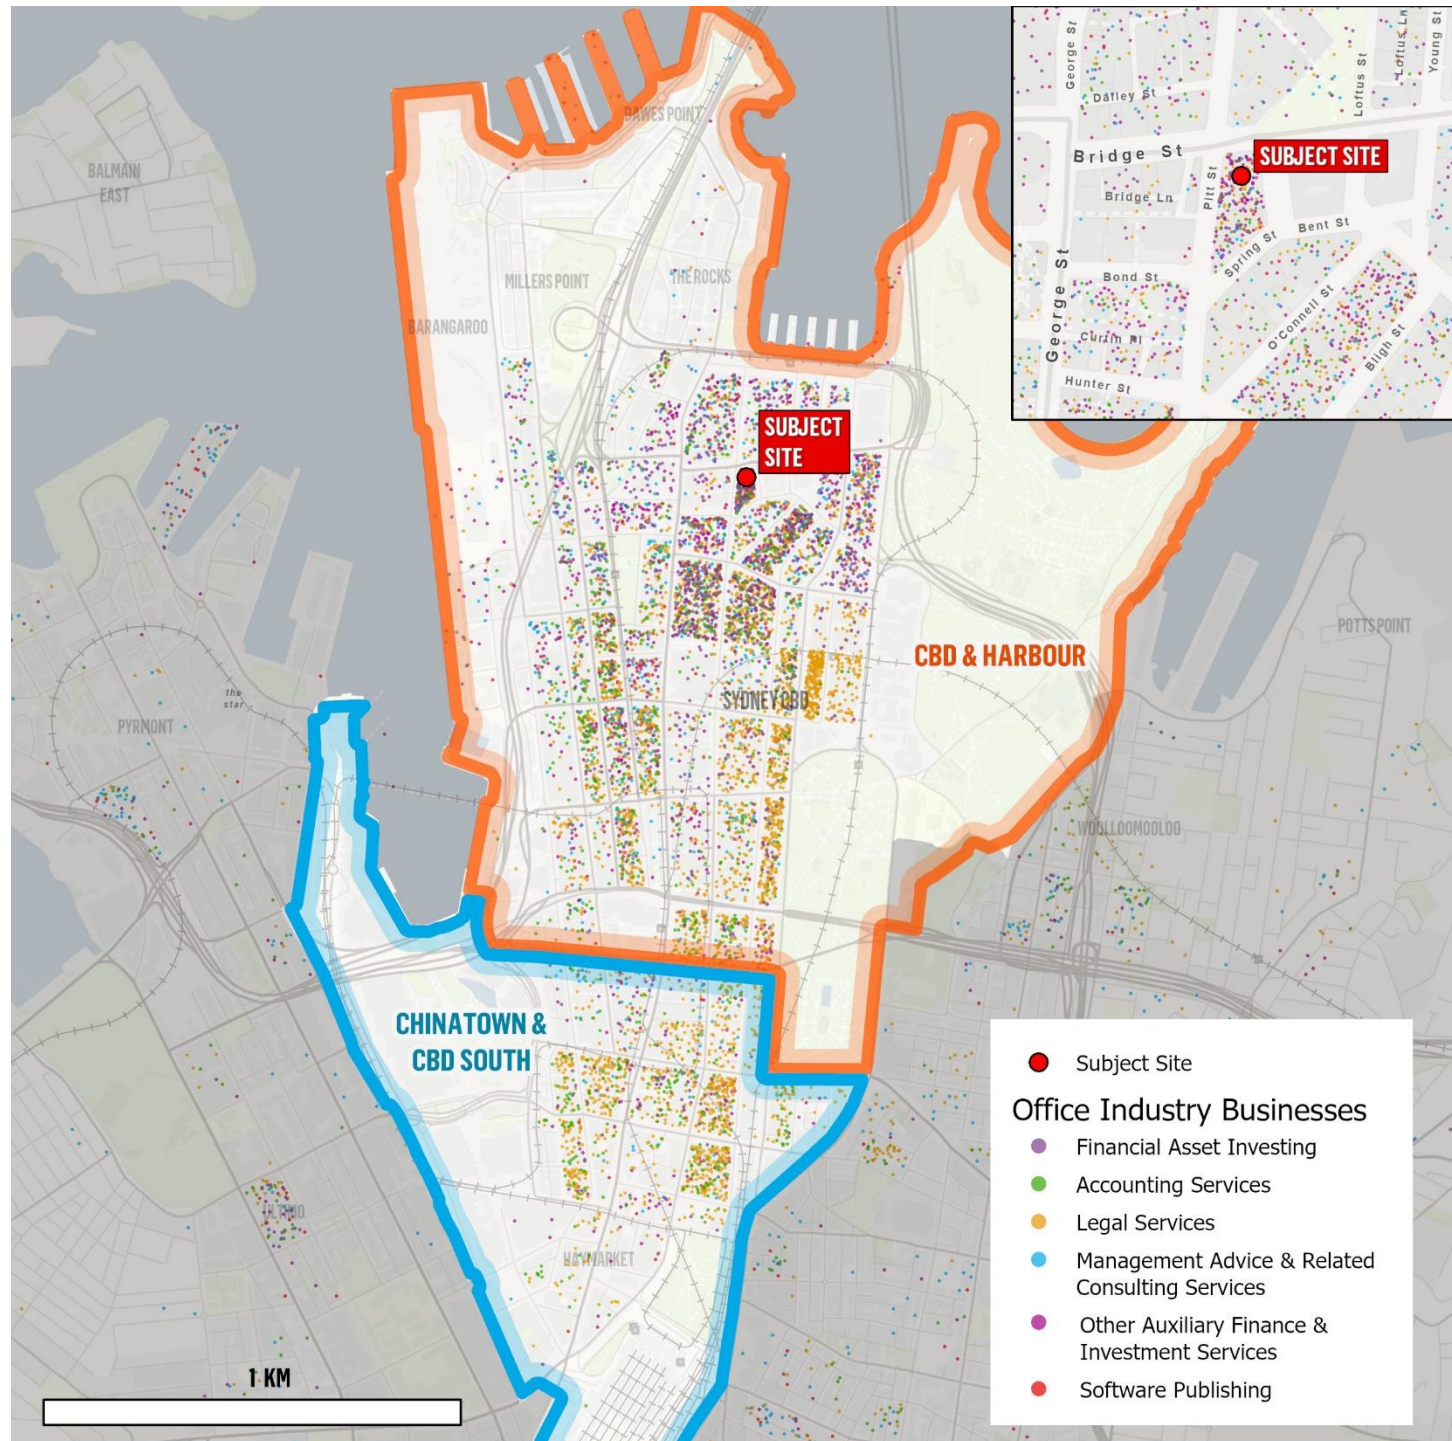 DAWES POINT
BALMAIN
EAST
MILLERS POINT
THE ROCKS
BARANGAROO
SUBJECT
SITE
CBD & HARBOUR
POTTS POINT
SYDNEY CBD
the
star
PYRMONT
WOOLLOOMOOLOO
CHINATOWN &
CBD SOUTH
ULTIMO
HAYMARKET
1 KM
George St
Dalley St
Loftus St
Loftus Ln
Young St
Bridge St
SUBJECT SITE
Pitt St
Bridge Ln
Bent St
Spring St
Bond St
George St
O'Connell St
Curtin Pl
Bligh St
Hunter St
Subject Site
Office Industry Businesses
Financial Asset Investing
Accounting Services
Legal Services
Management Advice & Related
Consulting Services
Other Auxiliary Finance &
Investment Services
Software Publishing